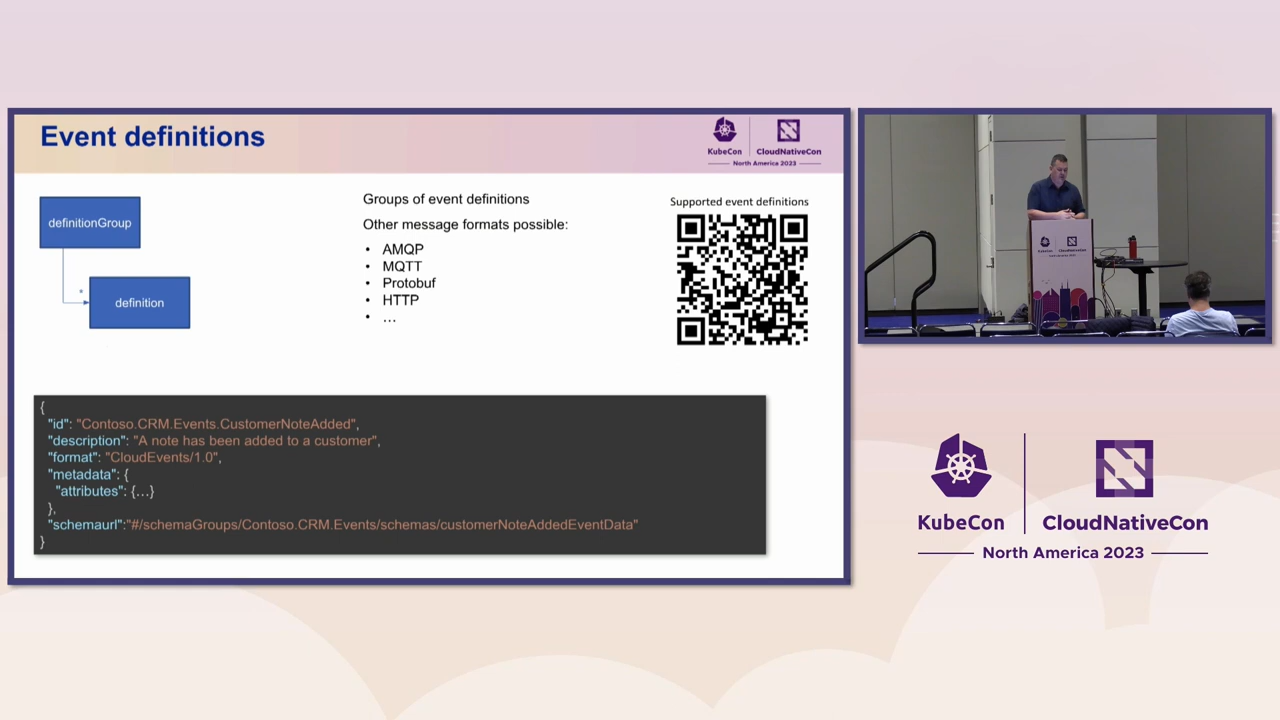 Event definitions
KubeCon
CloudNativeCon
North America 2023
definitionGroup
*
definition
Groups of event definitions
Other message formats possible:
• AMQP
• MQTT
• Protobuf
• HTTP
• …
Supported event definitions
{
"id": "Contoso.CRM.Events.CustomerNoteAdded",
"description": "A note has been added to a customer",
"format": "CloudEvents/1.0",
"metadata": {
"attributes": {…}
},
"schemaurl":"#/schemaGroups/Contoso.CRM.Events/schemas/customerNoteAddedEventData"
}
KubeCon
CloudNativeCon
North America 2023